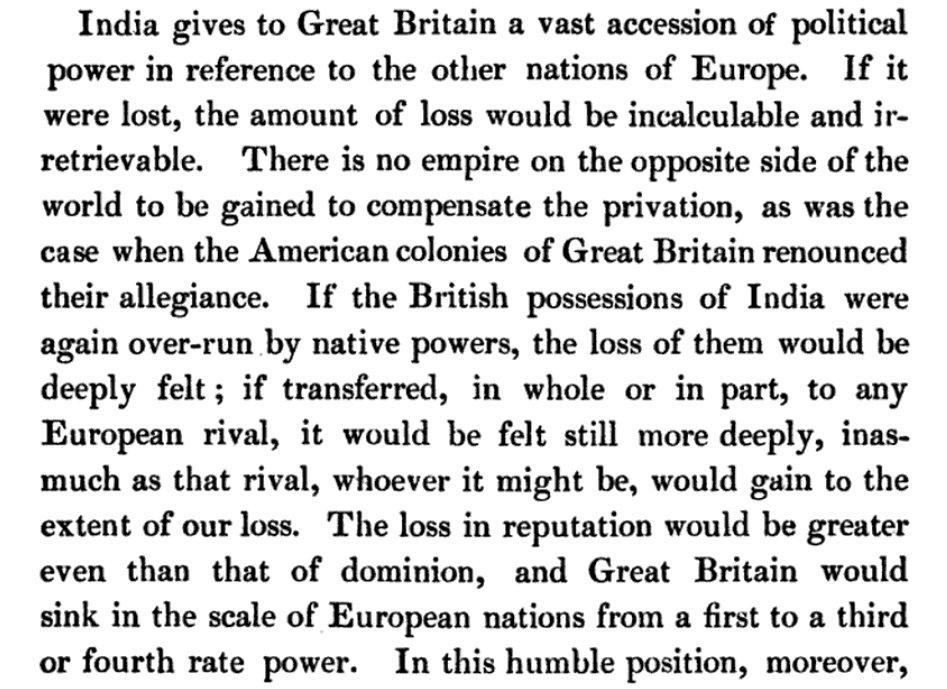 India gives to Great Britain a vast accession of political
power in reference to the other nations of Europe. If it
were lost, the amount of loss would be incalculable and ir-
retrievable. There is no empire on the opposite side of the
world to be gained to compensate the privation, as was the
case when the American colonies of Great Britain renounced
their allegiance. If the British possessions of India were
again over-run by native powers, the loss of them would be
deeply felt; if transferred, in whole or in part, to any
European rival, it would be felt still more deeply, inas-
much as that rival, whoever it might be, would gain to the
extent of our loss. The loss in reputation would be greater
even than that of dominion, and Great Britain would
sink in the scale of European nations from a first to a third
or fourth rate power. In this humble position, moreover,